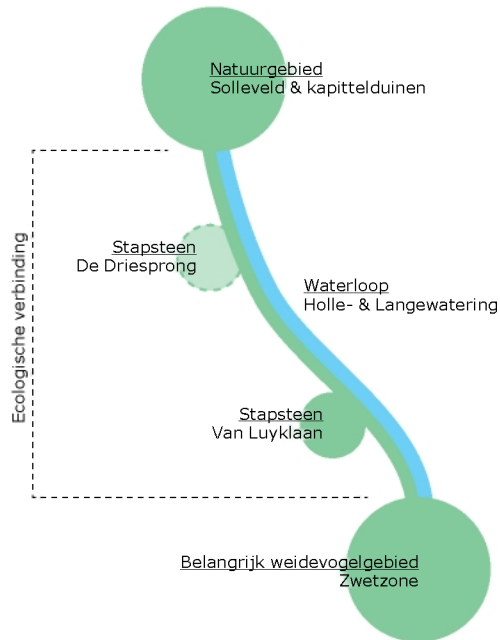 Natuurgebied
Solleveld & kapittelduinen
Ecologische verbinding
Stapsteen
De Driesprong
Waterloop
Holle- & Langewatering
Stapsteen
Van Luyklaan
Belangrijk weidevogelgebied
Zwetzone